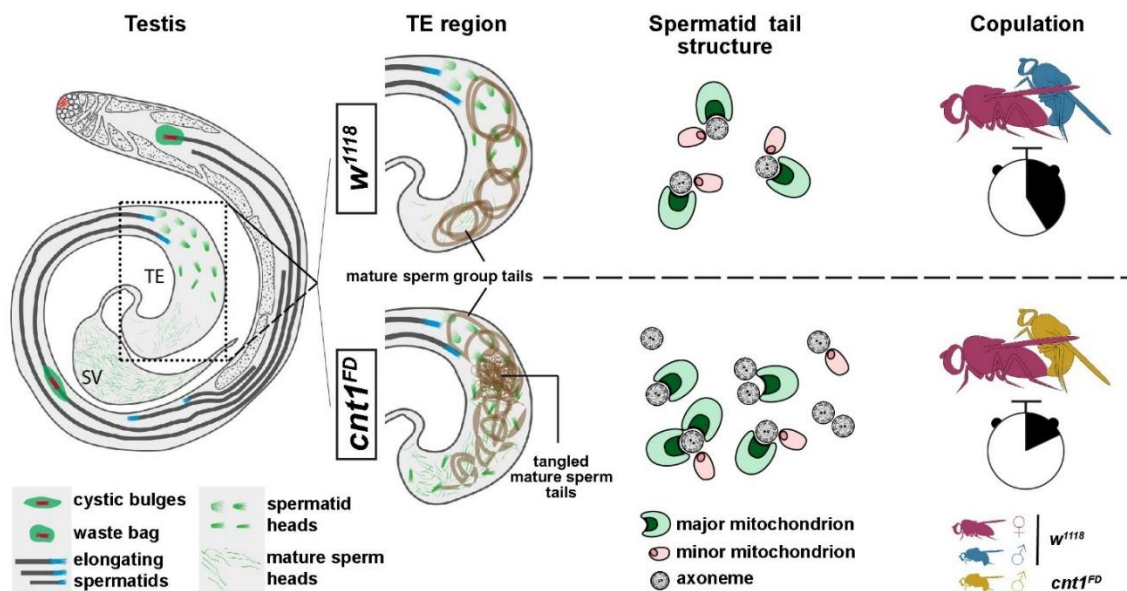 Testis
TE region
Spermatid tail
structure
Copulation
w1118
TE
SV
mature sperm group tails
cnt1FD
tangled
mature sperm
tails
cystic bulges
waste bag
elongating
spermatids
spermatid
heads
mature sperm
heads
major mitochondrion
minor mitochondrion
axoneme
♀
♂
w1118
♂
cnt1FD